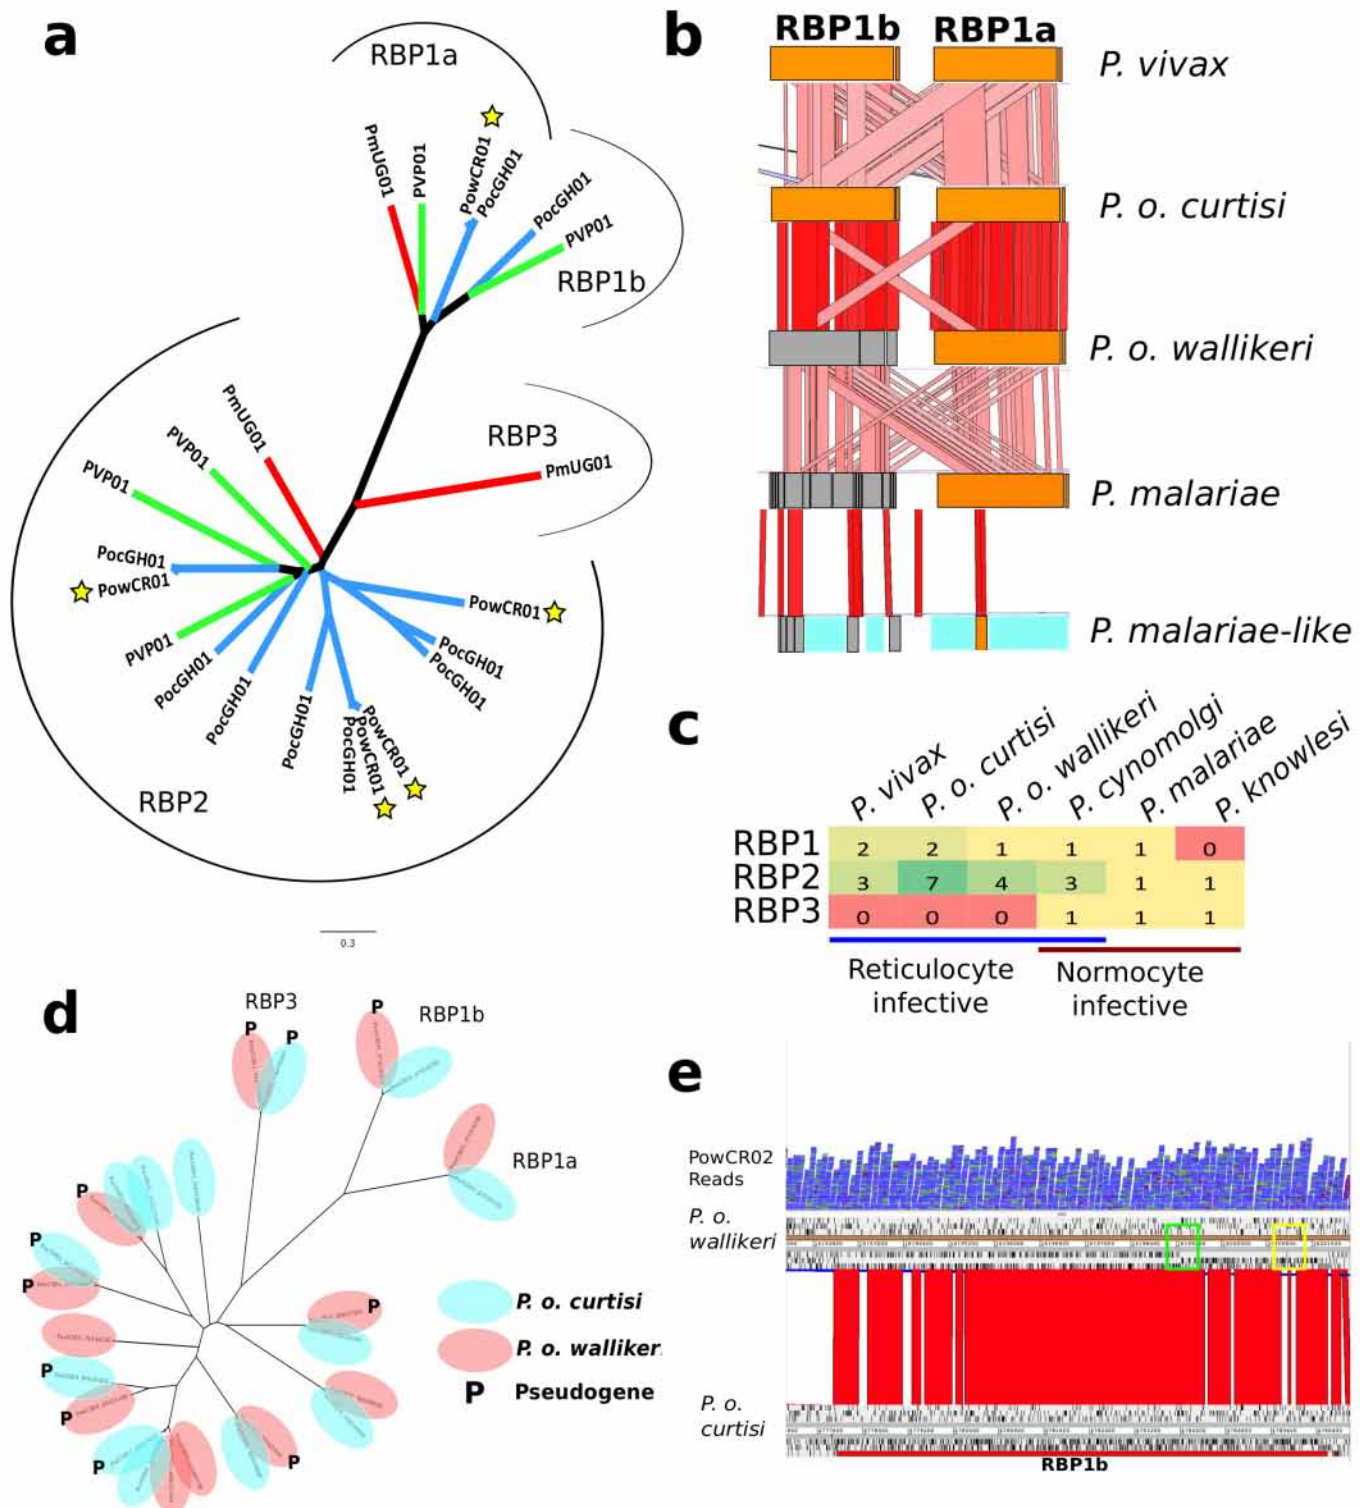 a
RBP1a
PmUG01
PVP01
PowCR01
PocGH01
PocGH01
PVP01
RBP1b
RBP3
PmUG01
PmUG01
PVP01
PVP01
PocGH01
PowCR01
PVP01
PocGH01
PocGH01
PocGH01
PocGH01
PowCR01
PowCR01
PocGH01
PocGH01
PowCR01
RBP2
0.3
b
RBP1b RBP1a
P. vivax
P. o. curtisi
P. o. wallikeri
P. malariae
P. malariae-like
c
P. vivax
P. o. curtisi
P. o. wallikeri
P. cynomolgi
P. malariae
P. knowlesi
RBP1 2 2 1 1 1 0
RBP2 3 7 4 3 1 1
RBP3 0 0 0 1 1 1
Reticulocyte
infective
Normocyte
infective
d
RBP3
RBP1b
RBP1a
P
P
P
P
P
P
P
P
P
P
P
P. o. curtisi
P. o. walliker
P Pseudogene
e
PowCR02
Reads
P. o.
wallikeri
P. o.
curtisi
RBP1b